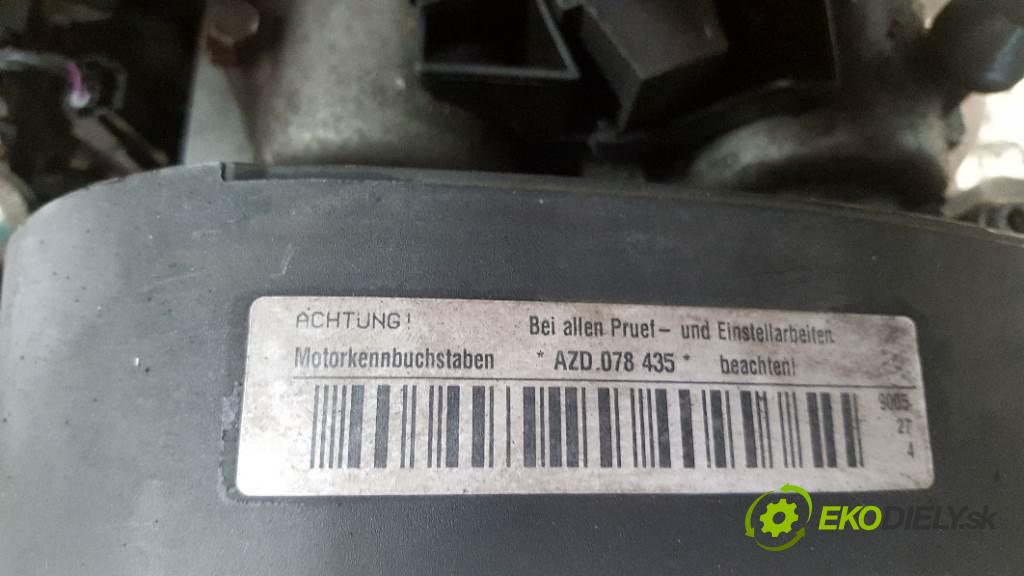 ACHTUNG! Bei allen Pruef- und Einstellarbeiten
Motorkennbuchstaben * AZD.078 435 * beachten!
9005
27
4
EKODIELY.sk